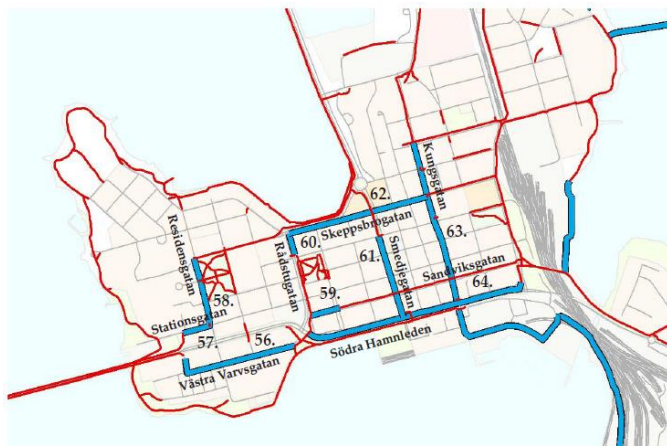 Kungsgatan
62.
Skeppsbrogatan
60.
Residensgatan
Rådstugatan
61.
Smedjegatan
63.
Sandviksgatan
64.
58.
59.
Stationsgatan
57.
56.
Södra Hamnleden
Västra Varvsgatan